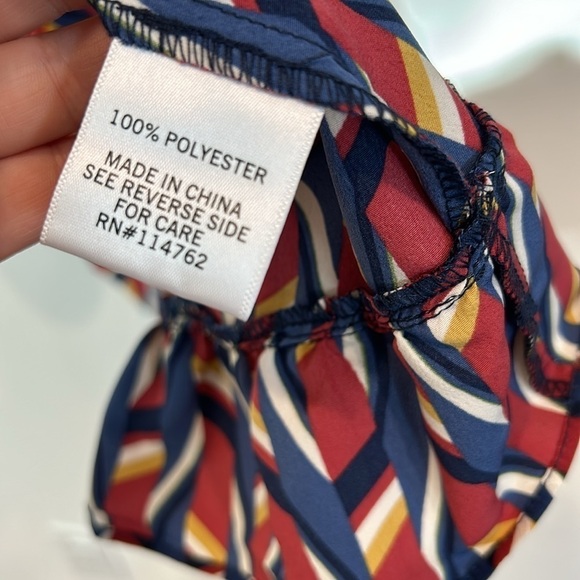 100% POLYESTER
MADE IN CHINA
SEE REVERSE SIDE
FOR CARE
RN#114762